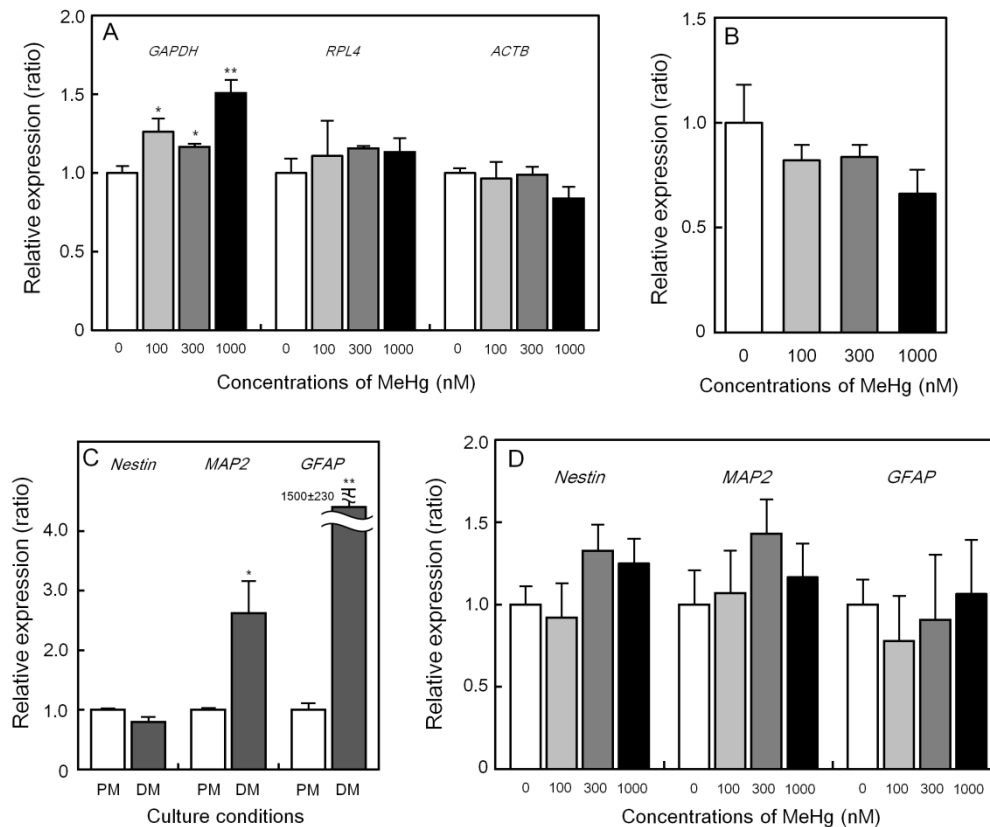 A
GAPDH RPL4 ACTB
** 
* *
2.0
1.5
1.0
0.5
0
Relative expression (ratio)
0 100 300 1000 0 100 300 1000 0 100 300 1000
Concentrations of MeHg (nM)
B
1.5
1.0
0.5
0
Relative expression (ratio)
0 100 300 1000
Concentrations of MeHg (nM)
C
Nestin MAP2 GFAP
**
1500±230
*
4.0
3.0
2.0
1.0
0
Relative expression (ratio)
PM DM PM DM PM DM
Culture conditions
D
Nestin MAP2 GFAP
2.0
1.5
1.0
0.5
0
Relative expression (ratio)
0 100 300 1000 0 100 300 1000 0 100 300 1000
Concentrations of MeHg (nM)